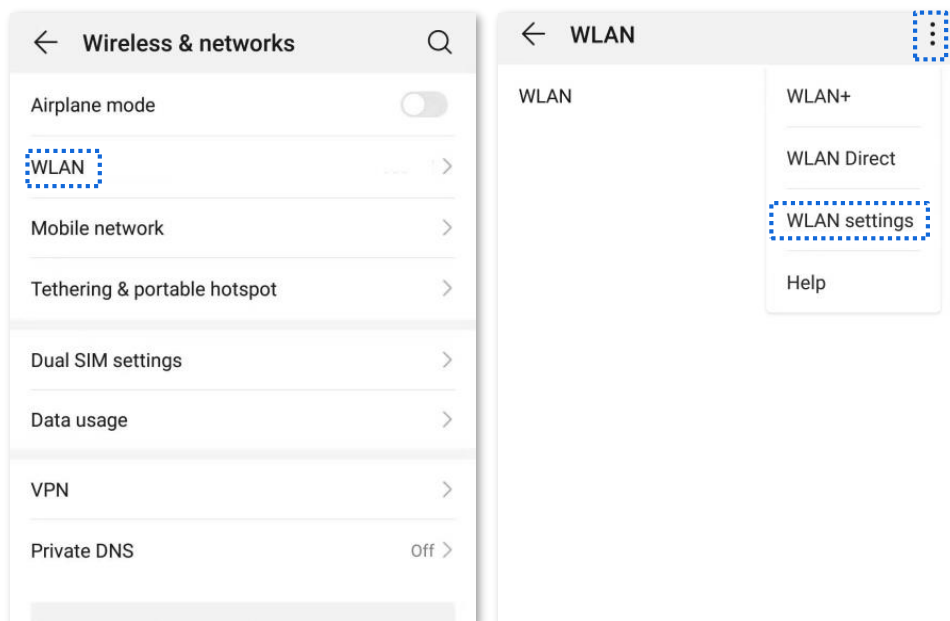 Wireless & networks
Airplane mode
WLAN
Mobile network
Tethering & portable hotspot
Dual SIM settings
Data usage
VPN
Private DNS Off
WLAN
WLAN
WLAN+
WLAN Direct
WLAN settings
Help